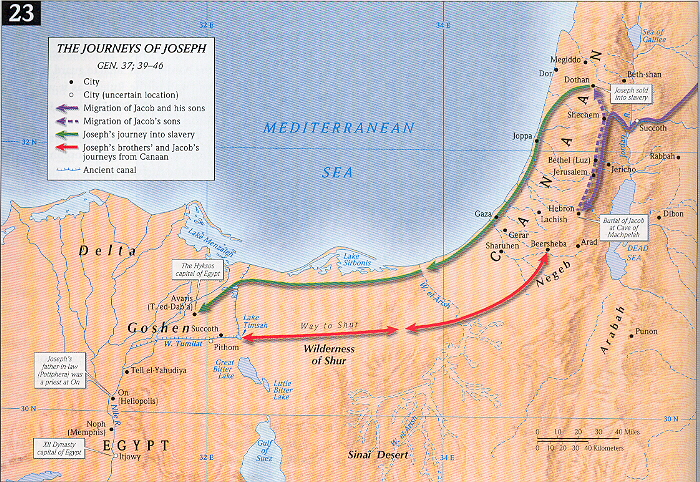 23
THE JOURNEYS OF JOSEPH
GEN. 37; 39–46
City
City (uncertain location)
Migration of Jacob and his sons
Migration of Jacob's sons
Joseph's journey into slavery
Joseph's brothers' and Jacob's
journeys from Canaan
Ancient canal
32 E
34 E
Sea of
Galilee
Megiddo
Dor
Dothan
Beth-shan
Joseph sold
into slavery
Shechem
Succoth
Jordan R.
MEDITERRANEAN
SEA
32 N
Joppa
CANAAN
Bethel (Luz)
Jerusalem
Jericho
Rabbah
Hebron
Lachish
Gaza
Gerar
Sharuhen
Beersheba
Arad
Burial of Jacob
at Cave of
Machpelah
Dibon
DEAD
SEA
Negeb
Arabah
Punon
Delta
Lake Menzaleh
The Hyksos
capital of Egypt
Lake
Sirbonis
W. el-Arish
Avaris
(T. ed-Dab'a)
Goshen
Succoth
Lake
Timsah
W. Tumilat
Pithom
Way to Shur
Wilderness
of Shur
Great
Bitter
Lake
Little
Bitter
Lake
Joseph's
father-in-law
(Potiphera) was
a priest at On
Tell el-Yahudiya
On
(Heliopolis)
30 N
Nile R.
Noph
(Memphis)
XII Dynasty
capital of Egypt
EGYPT
Itjowy
32 E
Gulf
of
Suez
W. el-Arish
Sinai Desert
34 E
30 N
0 10 20 30 40 Miles
0 10 20 30 40 Kilometers